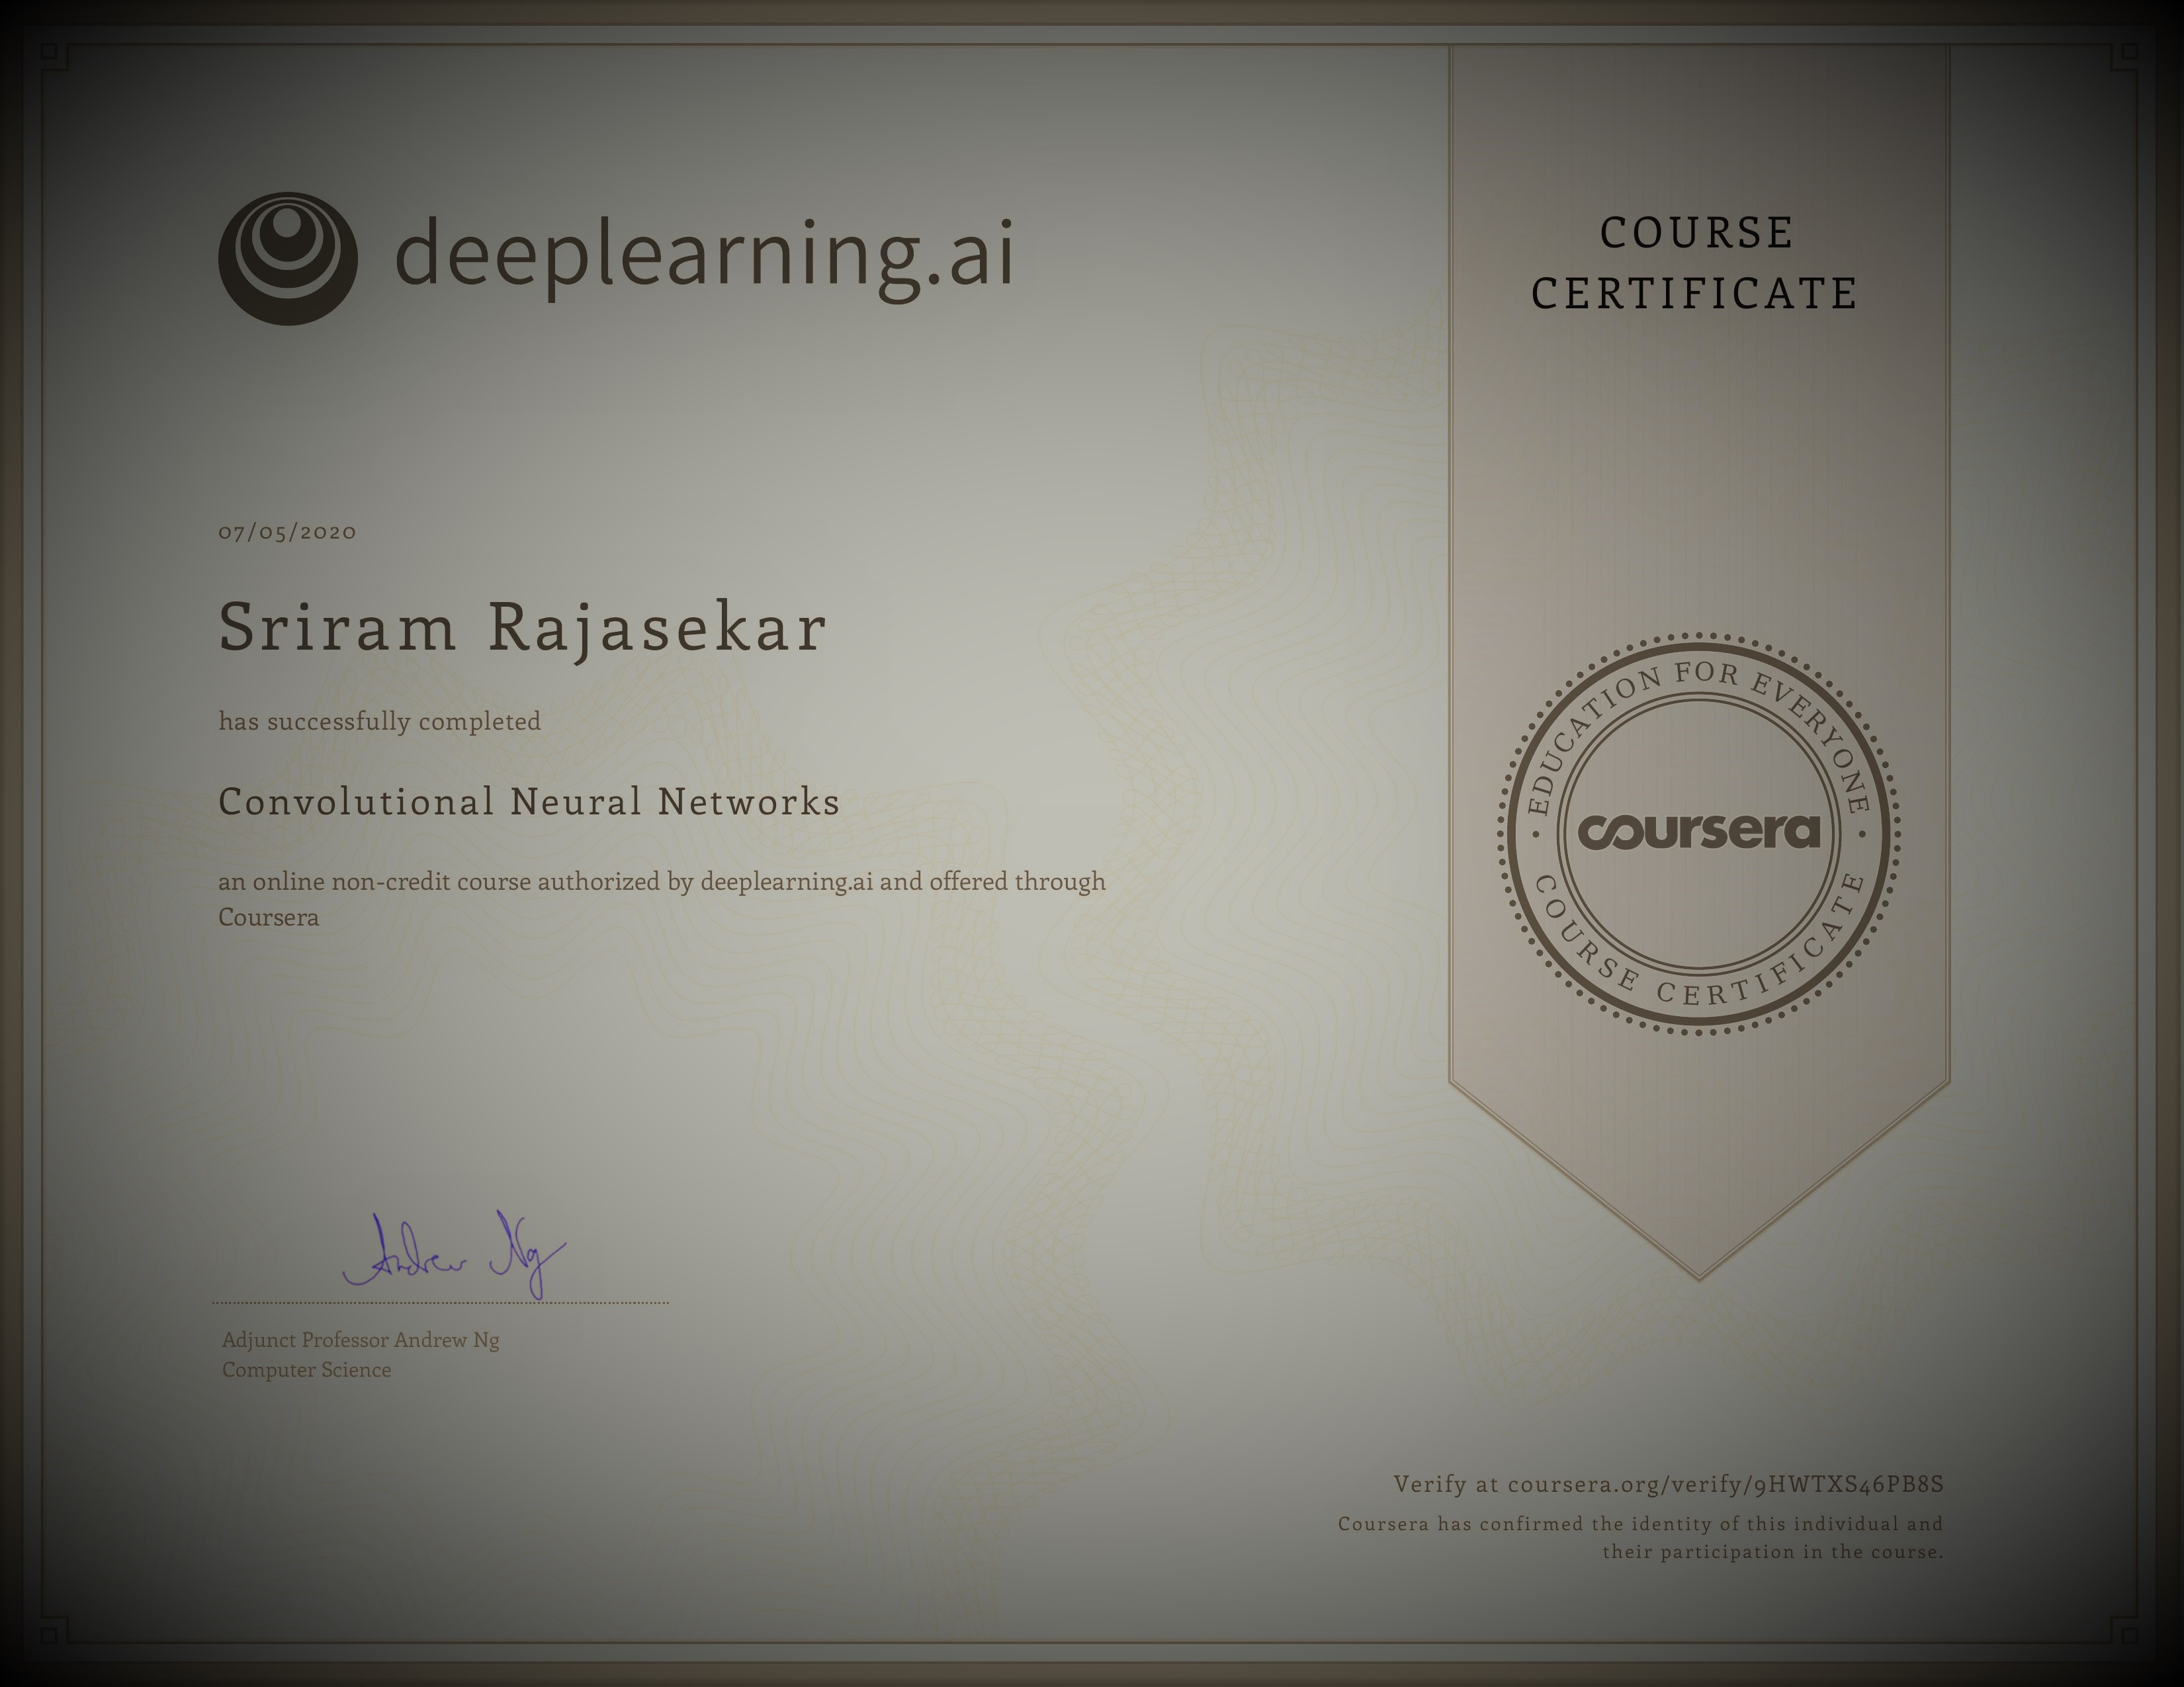 deeplearning.ai
COURSE
CERTIFICATE
07/05/2020
Sriram Rajasekar
has successfully completed
Convolutional Neural Networks
an online non-credit course authorized by deeplearning.ai and offered through
Coursera
EDUCATION FOR EVERYONE
coursera
COURSE CERTIFICATE
Andrew Ng
Adjunct Professor Andrew Ng
Computer Science
Verify at coursera.org/verify/9HWTXS46PB8S
Coursera has confirmed the identity of this individual and
their participation in the course.